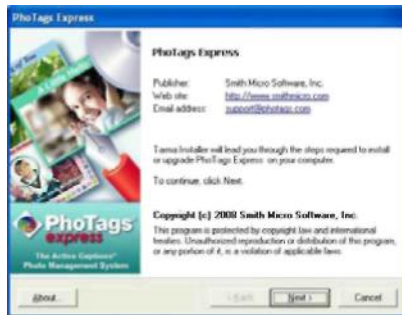 PhoTags Express
PhoTags Express
Publisher: Smith Micro Software, Inc.
Web site: http://www.smithmicro.com
Email address: support@photags.com
Tarma Installer will lead you through the steps required to install
or upgrade PhoTags Express on your computer.
To continue, click Next.
PhoTags
express
The Active Captions®
Photo Management System
Copyright (c) 2008 Smith Micro Software, Inc.
This program is protected by copyright law and international
treaties. Unauthorized reproduction or distribution of this program,
or any portion of it, is a violation of applicable laws.
About...
< Back
Next >
Cancel